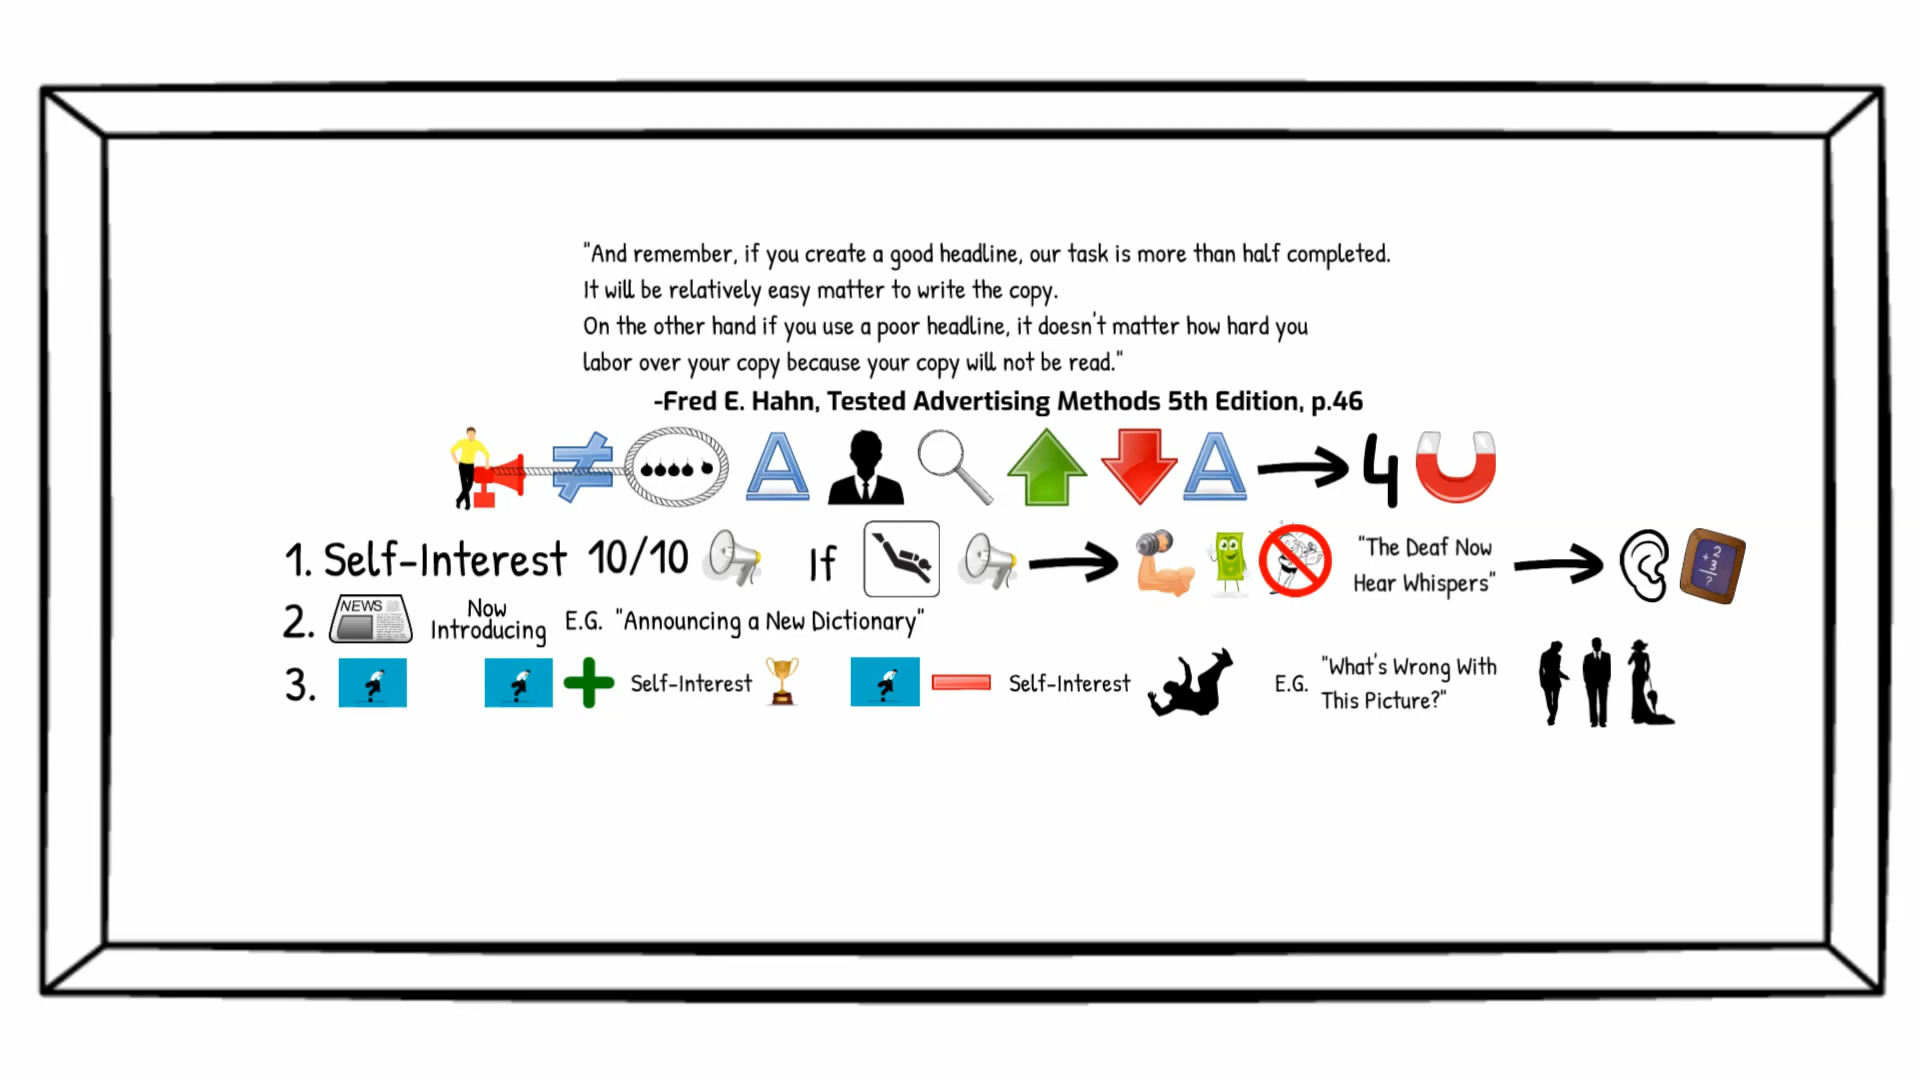 "And remember, if you create a good headline, our task is more than half completed.
It will be relatively easy matter to write the copy.
On the other hand if you use a poor headline, it doesn't matter how hard you
labor over your copy because your copy will not be read."
-Fred E. Hahn, Tested Advertising Methods 5th Edition, p.46
A
A
4
1. Self-Interest 10/10
If
"The Deaf Now
Hear Whispers"
2
+3
?
2.
NEWS
Now
Introducing
E.G. "Announcing a New Dictionary"
3.
Self-Interest
Self-Interest
E.G.
"What's Wrong With
This Picture?"